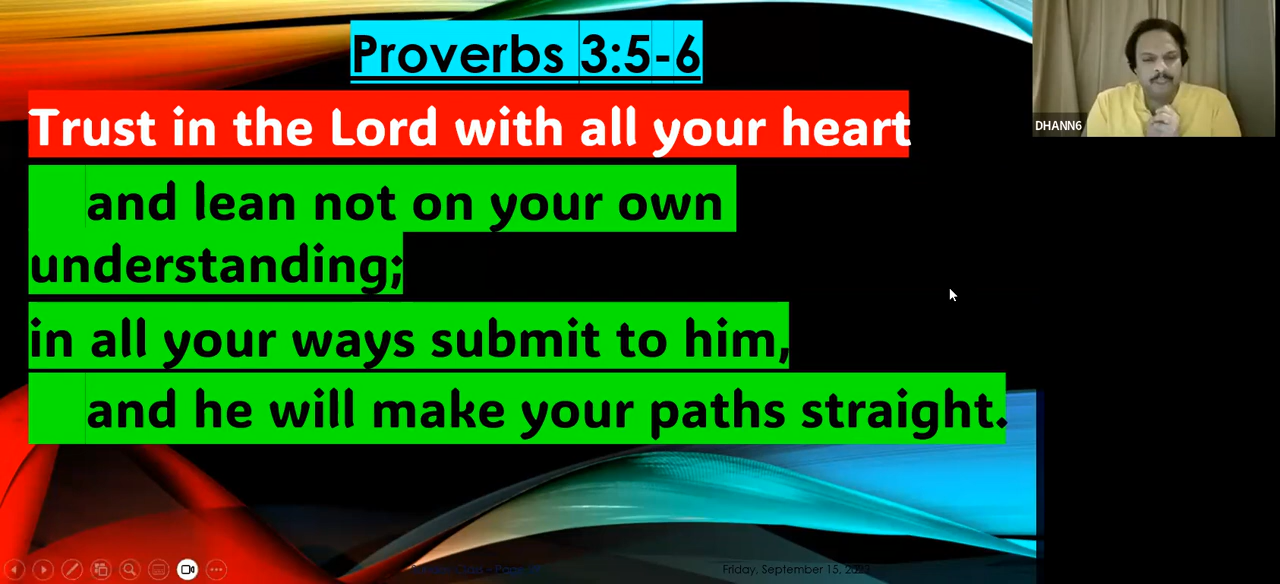 Proverbs 3:5-6
Trust in the Lord with all your heart
and lean not on your own
understanding;
in all your ways submit to him,
and he will make your paths straight.
DHANN6
Friday, September 15,